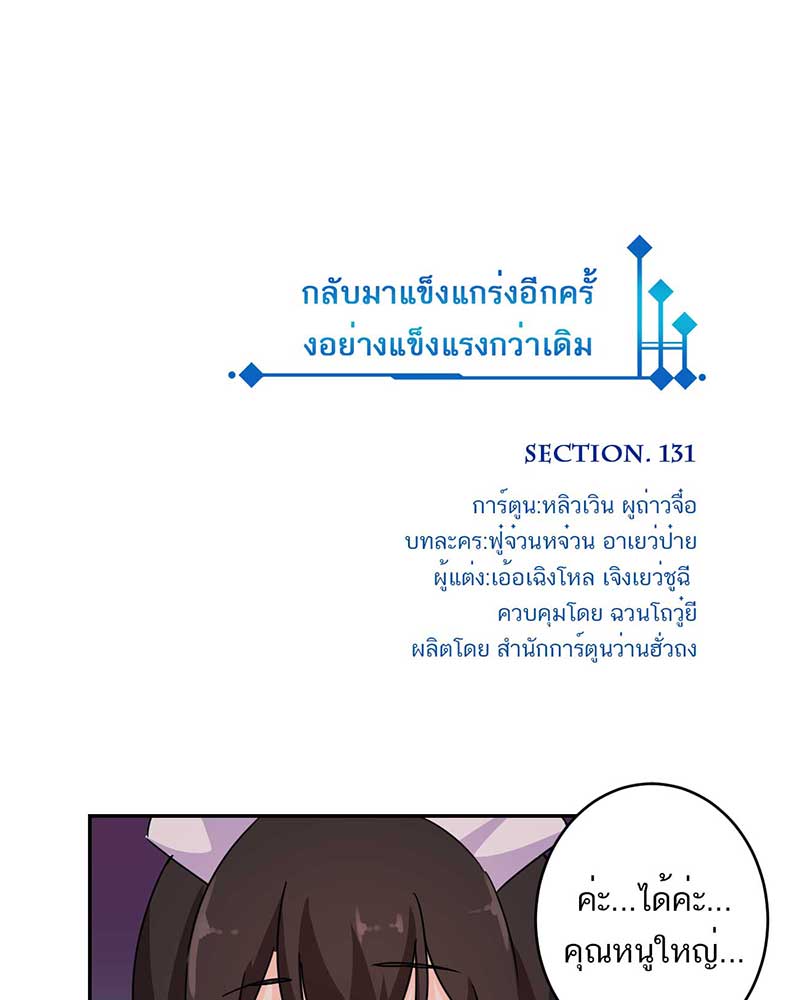 กลับมาแข็งแกร่งอีกครั้
งอย่างแข็งแรงกว่าเดิม
SECTION. 131
การ์ตูน:หลิวเวิน ผูถ่าวจื่อ
บทละคร:ฟู่จ๋วนหจ๋วน อาเยว่ป๋าย
ผู้แต่ง:เอ้อเฉิงโหล เจิงเยว่ชูฉี
ควบคุมโดย ฉวนโถวู๋ยี
ผลิตโดย สำนักการ์ตูนว่านฮั่วถง
ค่ะ...ได้ค่ะ...
คุณหนูใหญ่...